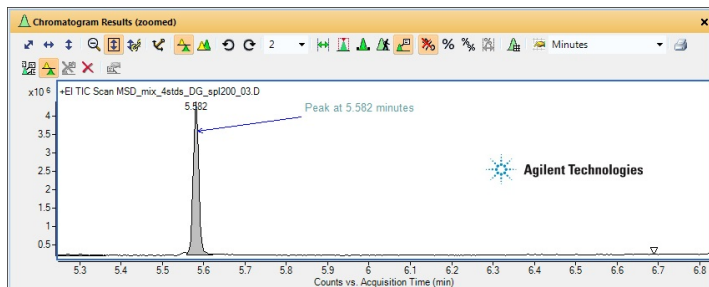 Chromatogram Results (zoomed)
2
% % %
Minutes
x10 6
+EI TIC Scan MSD_mix_4stds_DG_spl200_03.D
5.582
Peak at 5.582 minutes
Agilent Technologies
4
3.5
3
2.5
2
1.5
1
0.5
5.3 5.4 5.5 5.6 5.7 5.8 5.9 6 6.1 6.2 6.3 6.4 6.5 6.6 6.7 6.8
Counts vs. Acquisition Time (min)